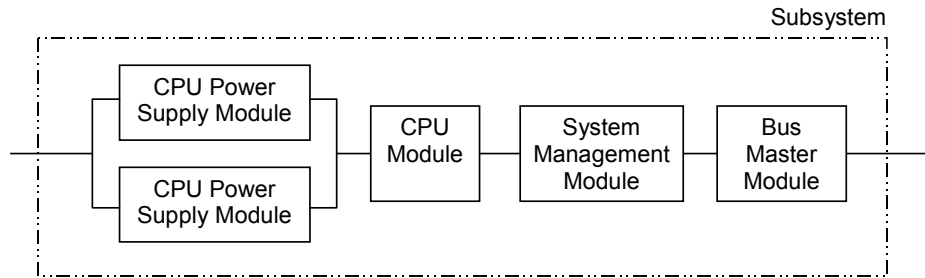 Subsystem
CPU Power
Supply Module
CPU Power
Supply Module
CPU
Module
System
Management
Module
Bus
Master
Module